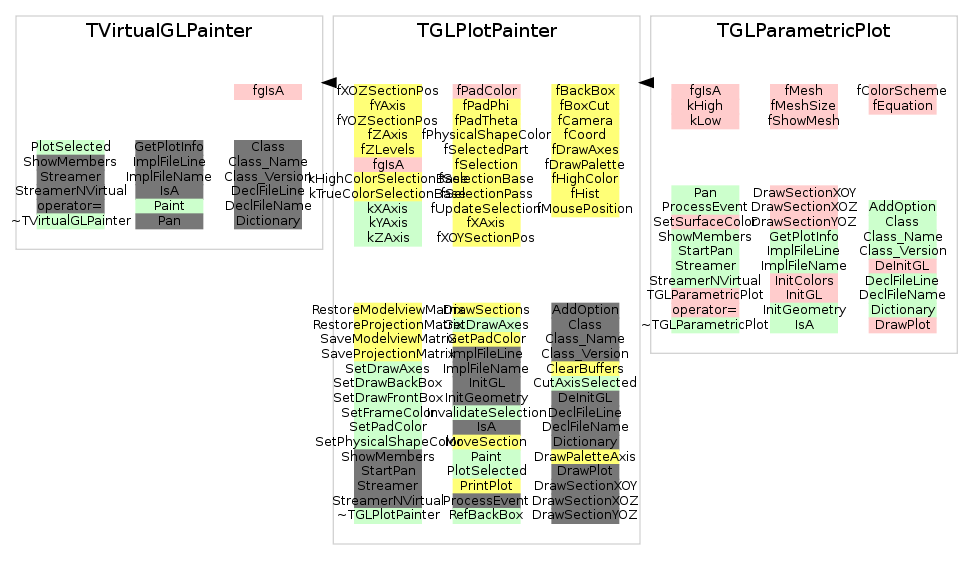 TVirtualGLPainter
fgIsA
PlotSelected GetPlotInfo Class
ShowMembers ImplFileLine Class_Name
Streamer ImplFileName Class_Version
StreamerNVirtual IsA DeclFileLine
operator= Paint DeclFileName
~TVirtualGLPainter Pan Dictionary
TGLPlotPainter
fXOZSectionPos fPadColor fBackBox
fYAxis fPadPhi fBoxCut
fYOZSectionPos fPadTheta fCamera
fZAxis fPhysicalShapeColor fCoord
fZLevels fSelectedPart fDrawAxes
fgIsA fSelection fDrawPalette
kHighColorSelectionBase fSelectionBase fHighColor
kTrueColorSelectionBase fSelectionPass fHist
kXAxis fUpdateSelection fMousePosition
kYAxis fXAxis
kZAxis fXOYSectionPos
RestoreModelviewMatrix DrawSections AddOption
RestoreProjectionMatrix GetDrawAxes Class
SaveModelviewMatrix GetPadColor Class_Name
SaveProjectionMatrix ImplFileLine Class_Version
SetDrawAxes ImplFileName ClearBuffers
SetDrawBackBox InitGL CutAxisSelected
SetDrawFrontBox InitGeometry DeInitGL
SetFrameColor InvalidateSelection DeclFileLine
SetPadColor IsA DeclFileName
SetPhysicalShapeColor MoveSection Dictionary
ShowMembers Paint DrawPaletteAxis
StartPan PlotSelected DrawPlot
Streamer PrintPlot DrawSectionXOY
StreamerNVirtual ProcessEvent DrawSectionXOZ
~TGLPlotPainter RefBackBox DrawSectionYOZ
TGLParametricPlot
fgIsA fMesh fColorScheme
kHigh fMeshSize fEquation
kLow fShowMesh
Pan DrawSectionXOY
ProcessEvent DrawSectionXOZ AddOption
SetSurfaceColor DrawSectionYOZ Class
ShowMembers GetPlotInfo Class_Name
StartPan ImplFileLine Class_Version
Streamer ImplFileName DeInitGL
StreamerNVirtual InitColors DeclFileLine
TGLParametricPlot InitGL DeclFileName
operator= InitGeometry Dictionary
~TGLParametricPlot IsA DrawPlot